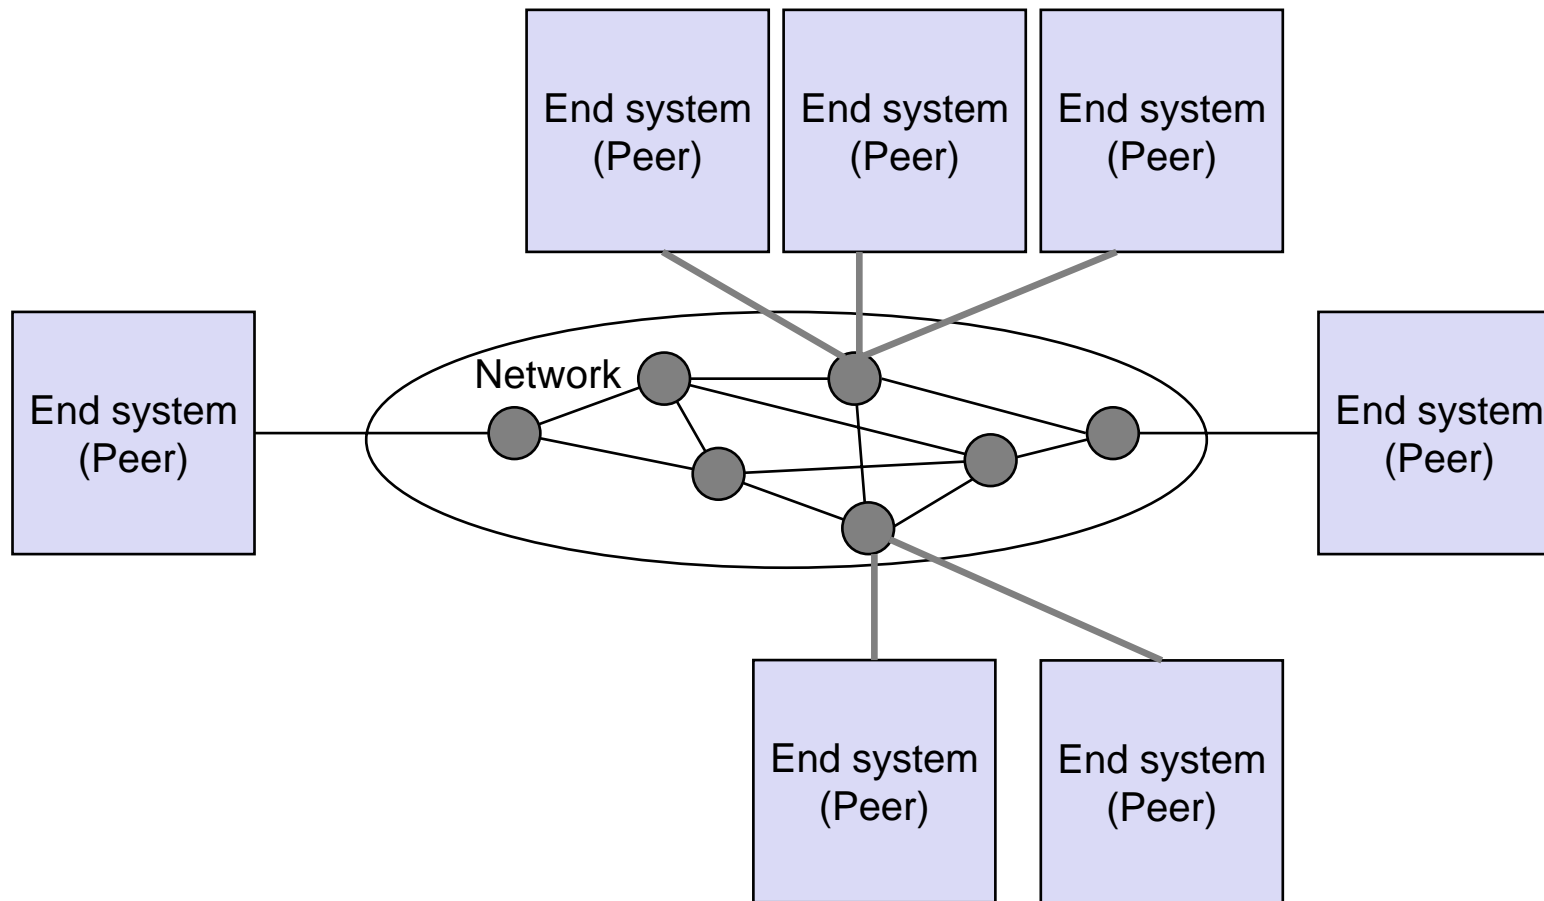 End system
(Peer)
End system
(Peer)
End system
(Peer)
Network
End system
(Peer)
End system
(Peer)
End system
(Peer)
End system
(Peer)